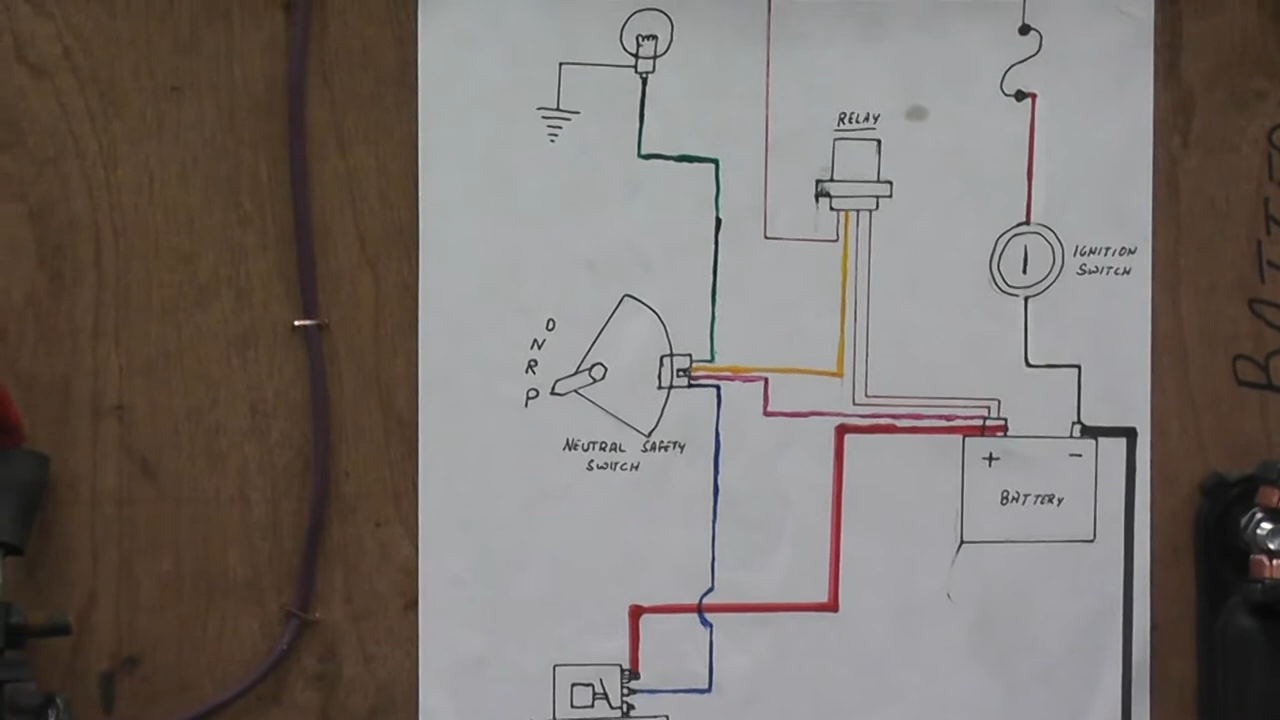 RELAY
IGNITION
SWITCH
D
N
R
P
NEUTRAL SAFETY
SWITCH
+ −
BATTERY